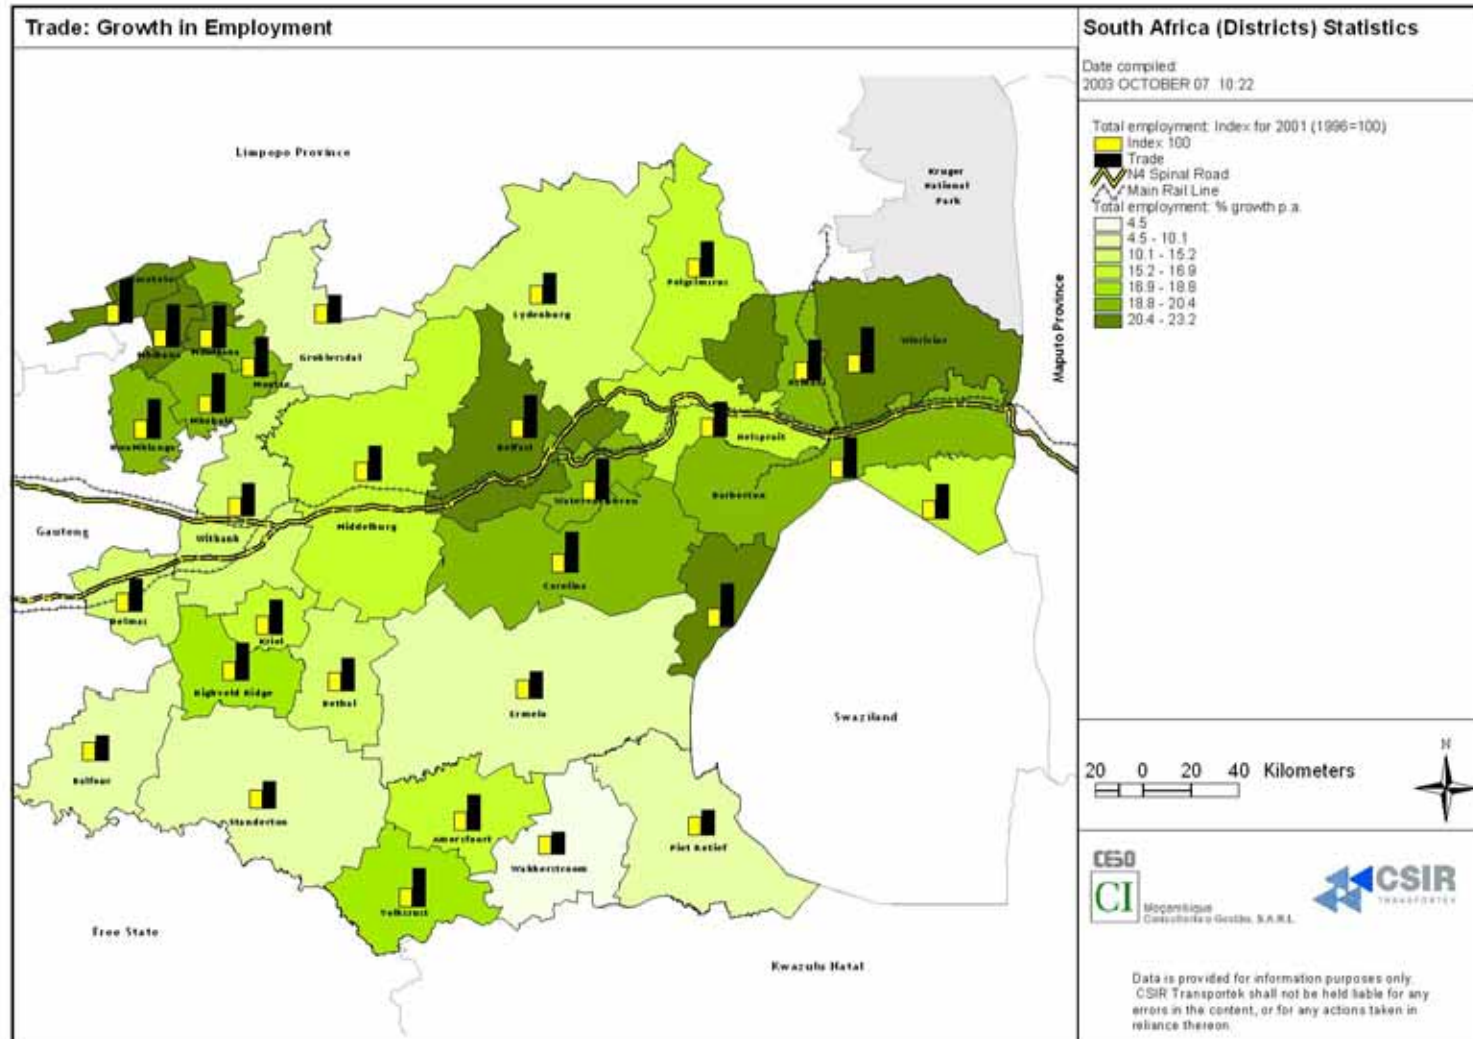 Trade: Growth in Employment
South Africa (Districts) Statistics
Date compiled:
2003 OCTOBER 07 10:22
Total employment: Index for 2001 (1996=100)
Index 100
Trade
N4 Spinal Road
Main Rail Line
Total employment: % growth p.a.
4.5
4.5 - 10.1
10.1 - 15.2
15.2 - 16.9
16.9 - 18.8
18.8 - 20.4
20.4 - 23.2
Limpopo Province
Kruger
National
Park
Maputo Province
Pelgrimsrus
Lydenburg
Groblersdal
Witrivier
Nelspruit
Belfast
Barberton
Middelburg
Witbank
Gauteng
Carolina
Delmas
Kriel
Highveld Ridge
Bethal
Ermelo
Swaziland
Balfour
Standerton
Amersfoort
Wakkerstroom
Piet Retief
Volksrust
Free State
Kwazulu Natal
20 0 20 40 Kilometers
N
CESO
CI
Moçambique
Consultoria e Gestão, S.A.R.L.
CSIR
TRANSPORTEK
Data is provided for information purposes only.
CSIR Transportek shall not be held liable for any
errors in the content, or for any actions taken in
reliance thereon